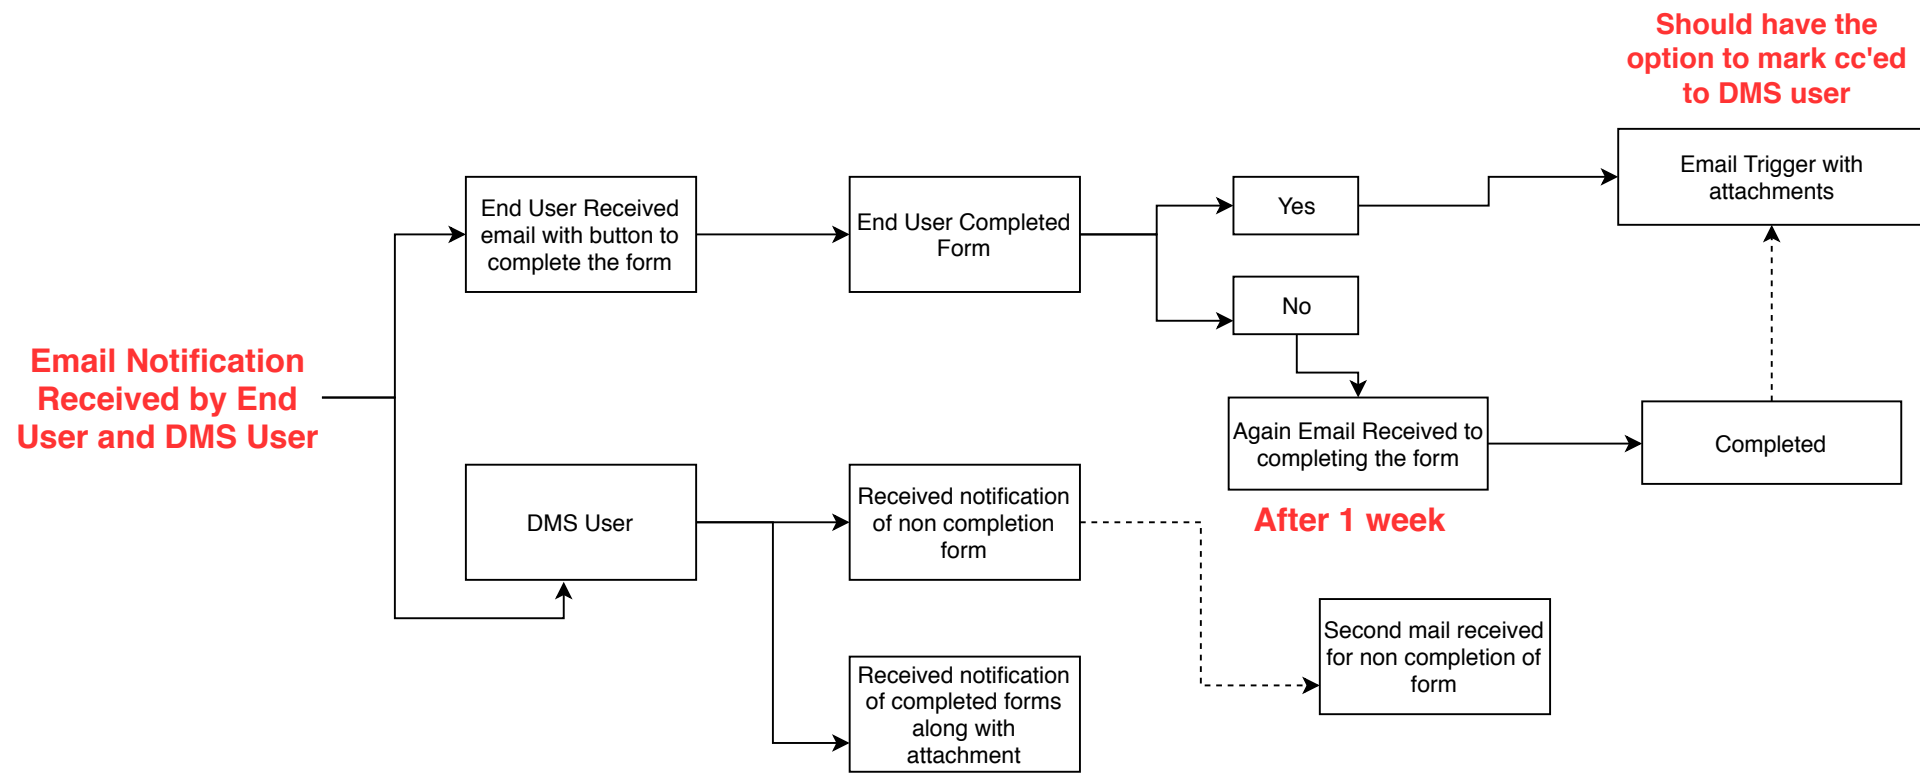 Should have the
option to mark cc'ed
to DMS user
Email Trigger with
attachments
End User Received
email with button to
complete the form
End User Completed
Form
Yes
No
Email Notification
Received by End
User and DMS User
Again Email Received to
completing the form
Completed
After 1 week
DMS User
Received notification
of non completion
form
Second mail received
for non completion of
form
Received notification
of completed forms
along with
attachment